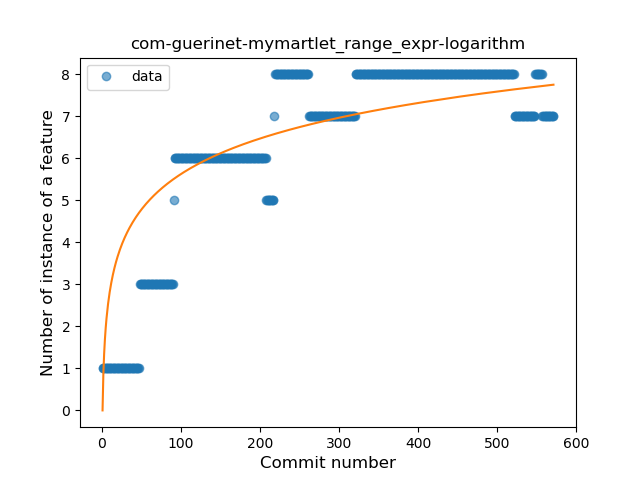 com-guerinet-mymartlet_range_expr-logarithm
data
8
7
6
5
4
3
2
1
0
Number of instance of a feature
0 100 200 300 400 500 600
Commit number